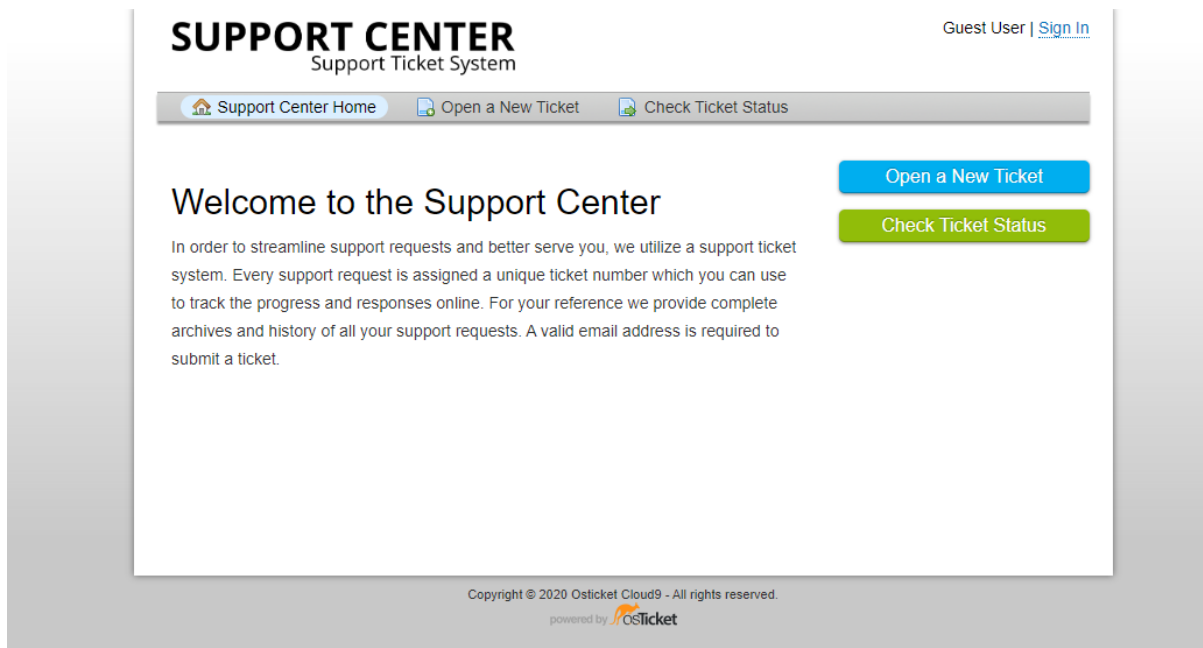 SUPPORT CENTER
Support Ticket System
Guest User | Sign In
Support Center Home
Open a New Ticket
Check Ticket Status
Welcome to the Support Center
In order to streamline support requests and better serve you, we utilize a support ticket
system. Every support request is assigned a unique ticket number which you can use
to track the progress and responses online. For your reference we provide complete
archives and history of all your support requests. A valid email address is required to
submit a ticket.
Open a New Ticket
Check Ticket Status
Copyright © 2020 Osticket Cloud9 - All rights reserved.
powered by osTicket